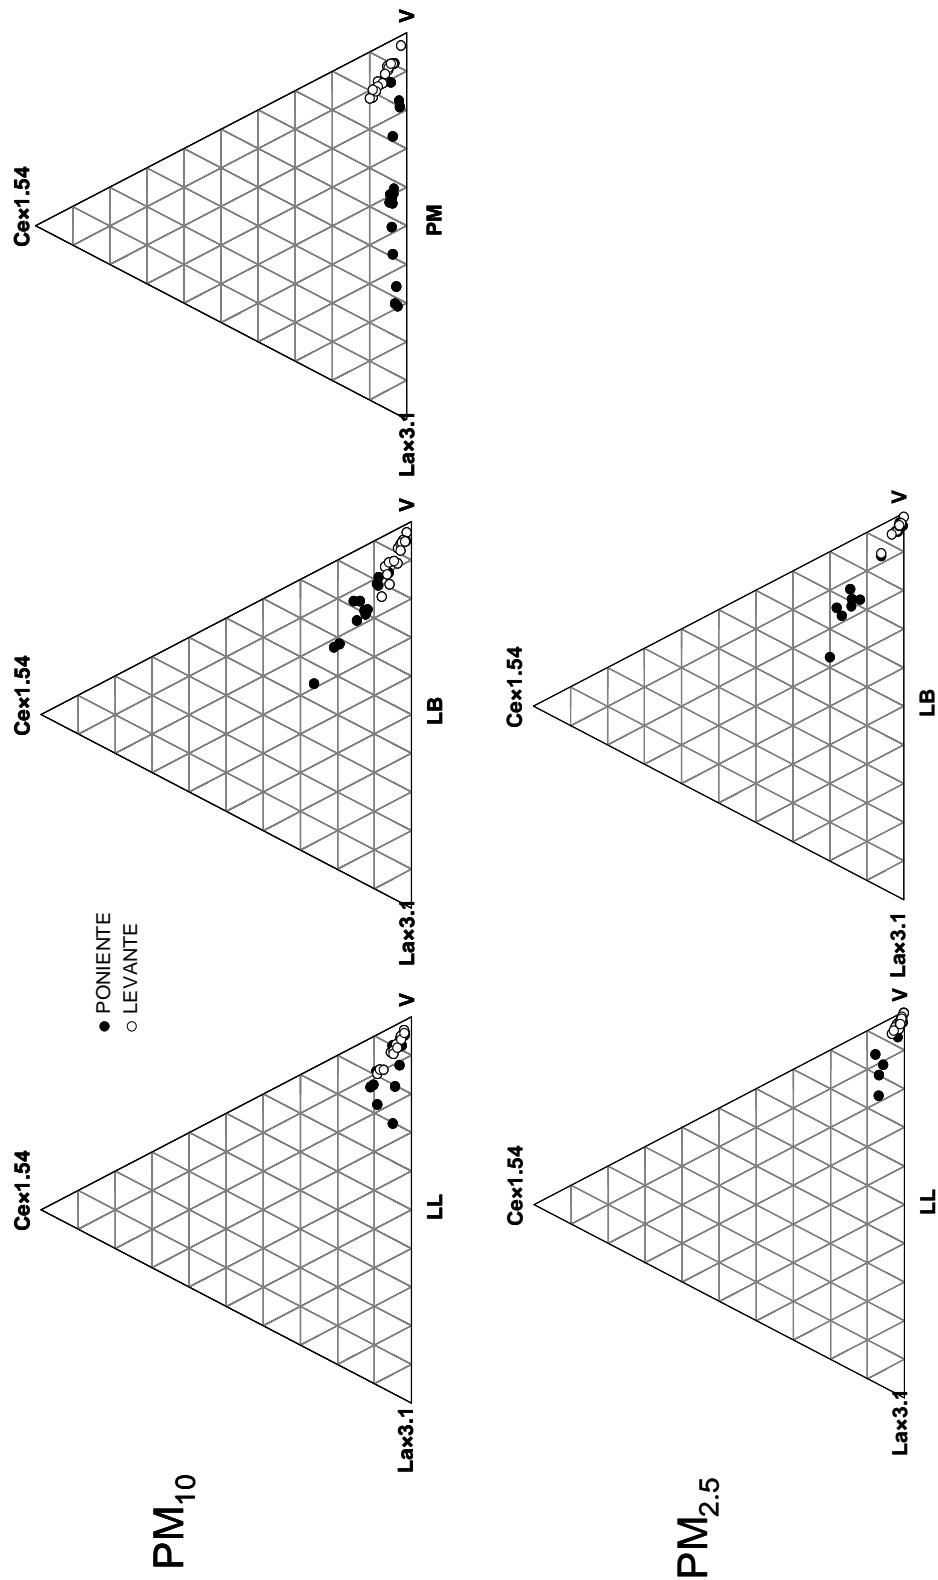 PM10
● PONIENTE
○ LEVANTE
Ce×1.54
La×3.1
V
LL
Ce×1.54
La×3.1
V
LB
Ce×1.54
La×3.1
V
PM
PM2.5
Ce×1.54
La×3.1
V
LL
Ce×1.54
La×3.1
V
LB